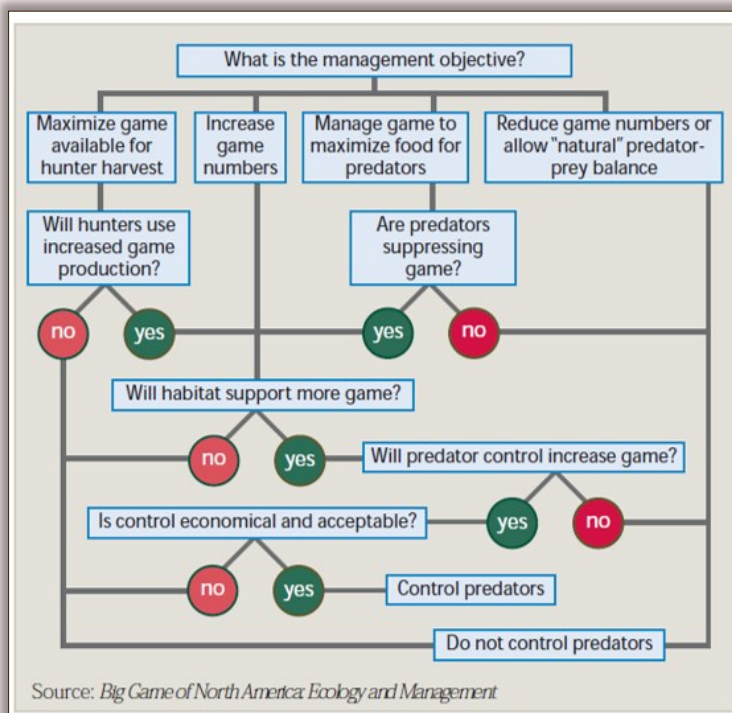 What is the management objective?
Maximize game
available for
hunter harvest
Increase
game
numbers
Manage game to
maximize food for
predators
Reduce game numbers or
allow "natural" predator-
prey balance
Will hunters use
increased game
production?
Are predators
suppressing
game?
no
yes
yes
no
Will habitat support more game?
no
yes
Will predator control increase game?
Is control economical and acceptable?
yes
no
no
yes
Control predators
Do not control predators
Source: Big Game of North America: Ecology and Management